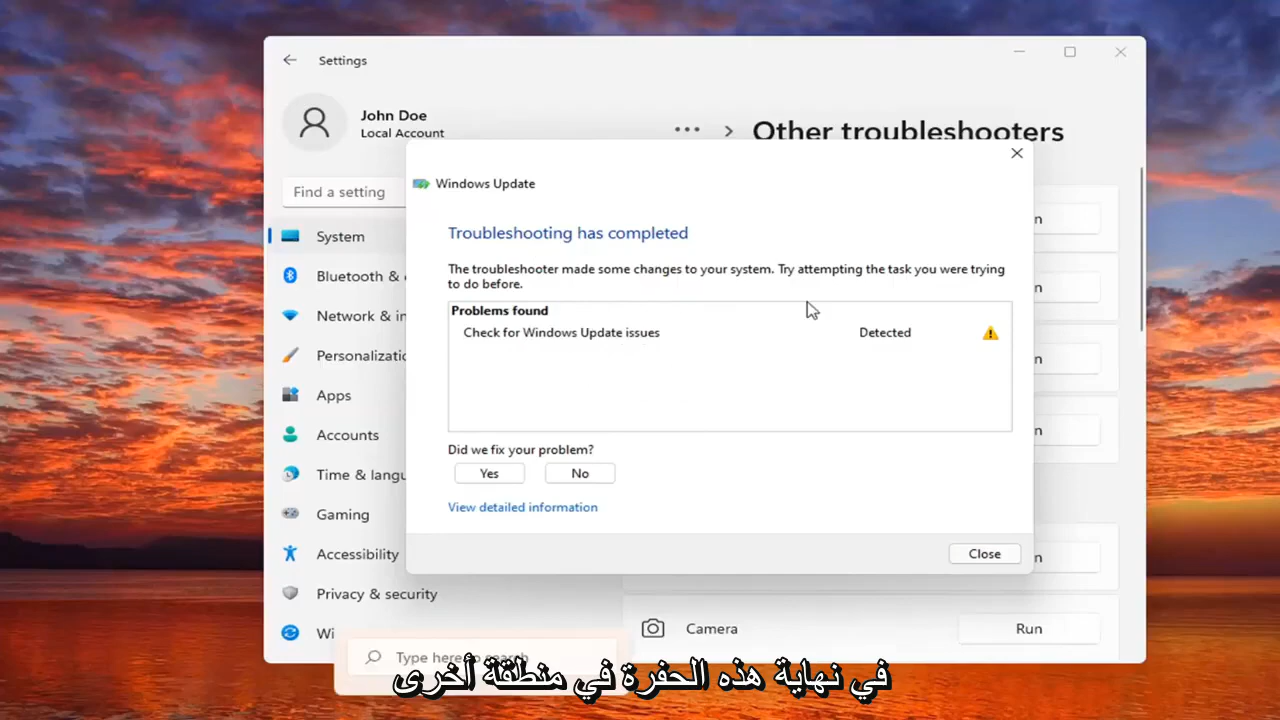 Settings
John Doe
Local Account
Find a setting
System
Bluetooth &
Network & in
Personalizatio
Apps
Accounts
Time & langu
Gaming
Accessibility
Privacy & security
Wi
Other troubleshooters
Windows Update
Troubleshooting has completed
The troubleshooter made some changes to your system. Try attempting the task you were trying
to do before.
Problems found
Check for Windows Update issues Detected
Did we fix your problem?
Yes No
View detailed information
Close
Camera Run
Type here to search
في نهاية هذه الحفرة في منطقة أخرى